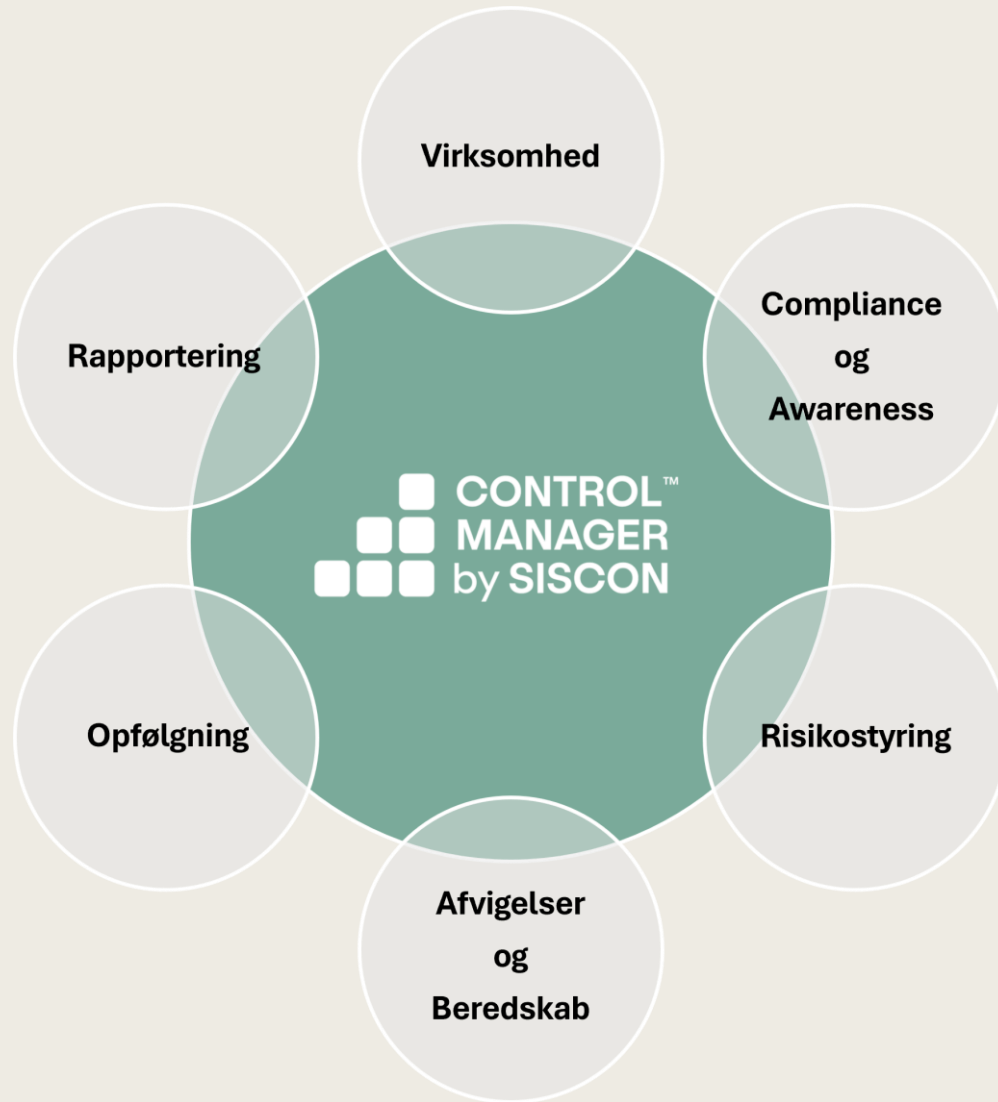 Virksomhed
Compliance
og
Awareness
Rapportering
CONTROL™
MANAGER
by SISCON
Opfølgning
Risikostyring
Afvigelser
og
Beredskab